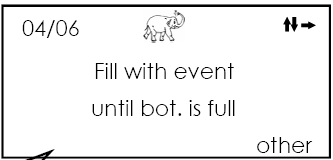 04/06
Fill with event
until bot. is full
other